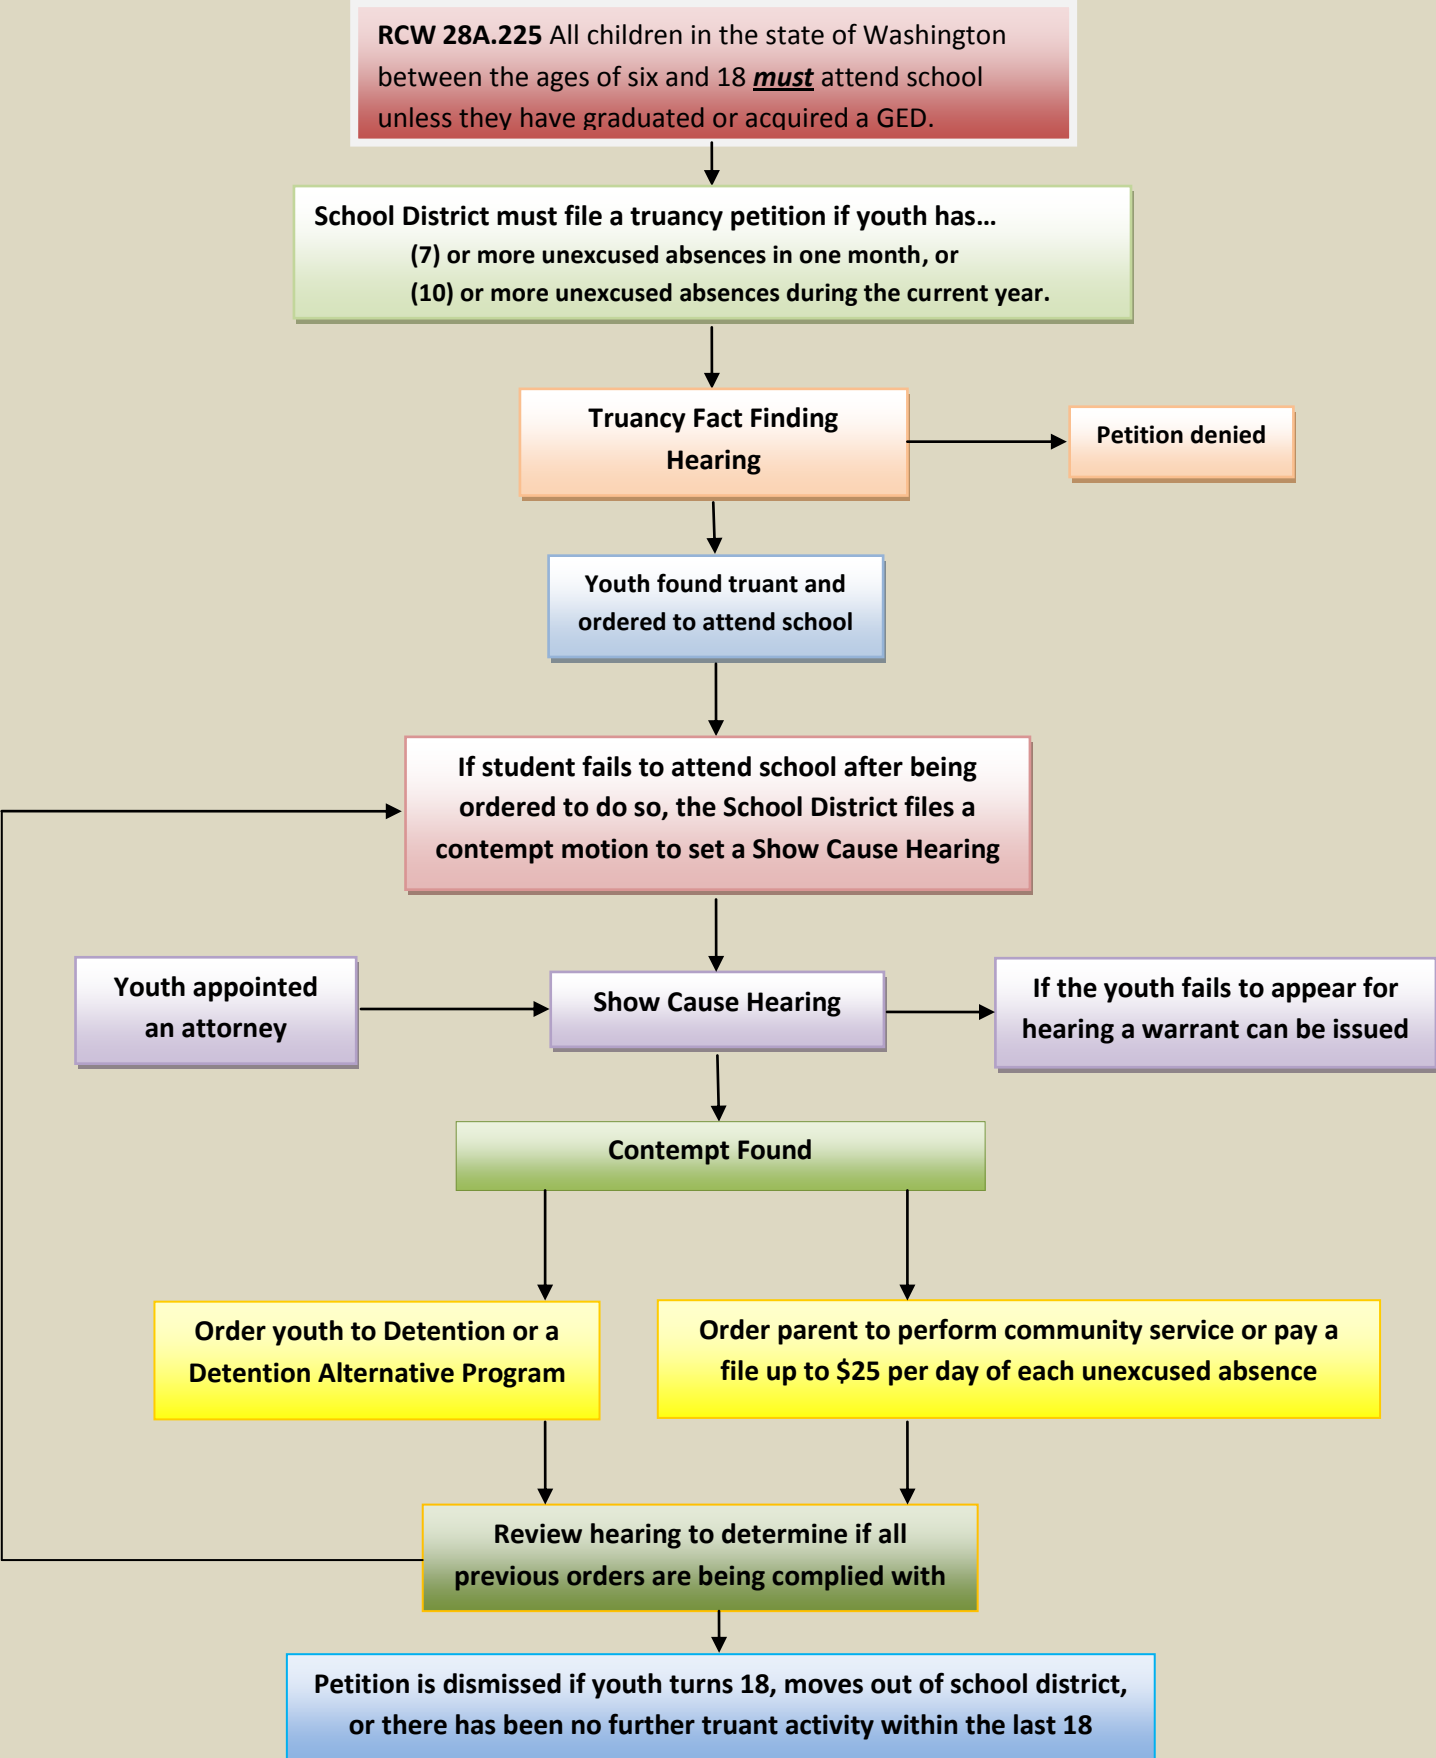 RCW 28A.225 All children in the state of Washington
between the ages of six and 18 must attend school
unless they have graduated or acquired a GED.
School District must file a truancy petition if youth has…
(7) or more unexcused absences in one month, or
(10) or more unexcused absences during the current year.
Truancy Fact Finding
Hearing
Petition denied
Youth found truant and
ordered to attend school
If student fails to attend school after being
ordered to do so, the School District files a
contempt motion to set a Show Cause Hearing
Youth appointed
an attorney
Show Cause Hearing
If the youth fails to appear for
hearing a warrant can be issued
Contempt Found
Order youth to Detention or a
Detention Alternative Program
Order parent to perform community service or pay a
file up to $25 per day of each unexcused absence
Review hearing to determine if all
previous orders are being complied with
Petition is dismissed if youth turns 18, moves out of school district,
or there has been no further truant activity within the last 18